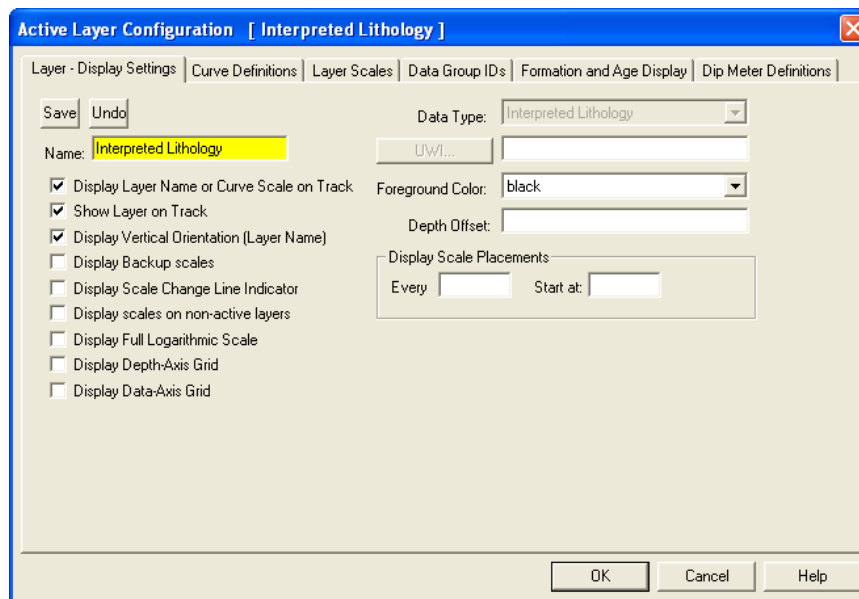 Active Layer Configuration [ Interpreted Lithology ]
Layer - Display Settings Curve Definitions Layer Scales Data Group IDs Formation and Age Display Dip Meter Definitions
Save Undo
Name: Interpreted Lithology
Display Layer Name or Curve Scale on Track
Show Layer on Track
Display Vertical Orientation (Layer Name)
Display Backup scales
Display Scale Change Line Indicator
Display scales on non-active layers
Display Full Logarithmic Scale
Display Depth-Axis Grid
Display Data-Axis Grid
Data Type: Interpreted Lithology
UWI...
Foreground Color: black
Depth Offset:
Display Scale Placements
Every Start at:
OK Cancel Help